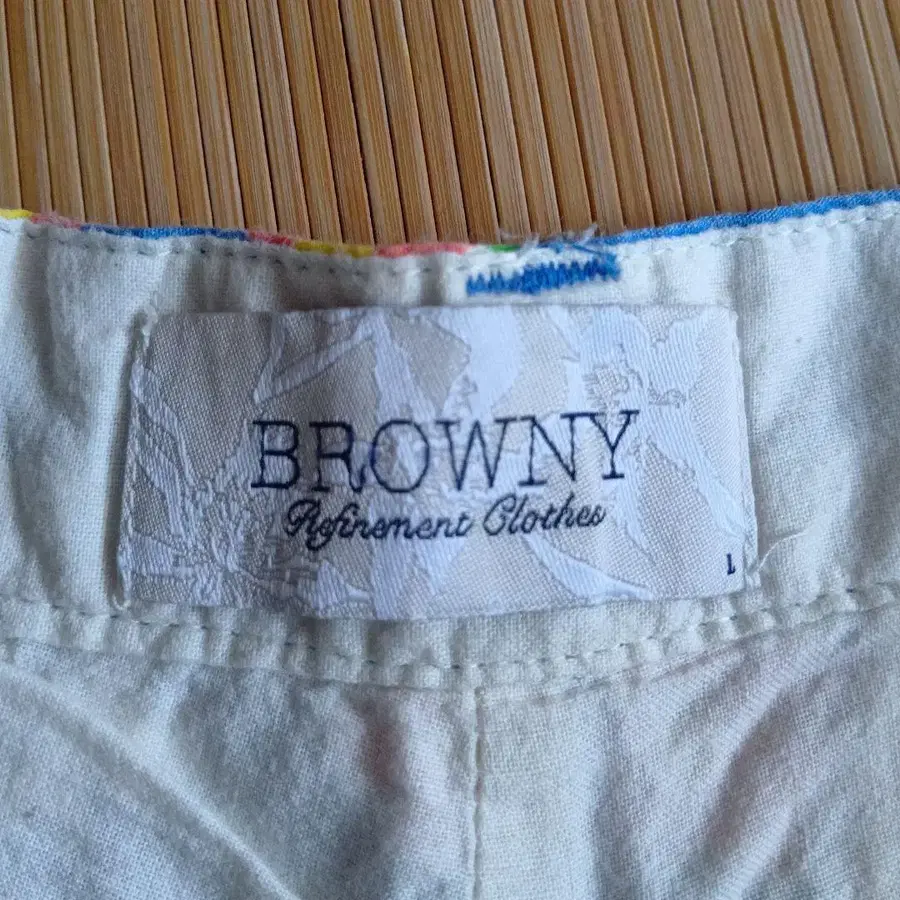 BROWNY
Refinement Clothes
L